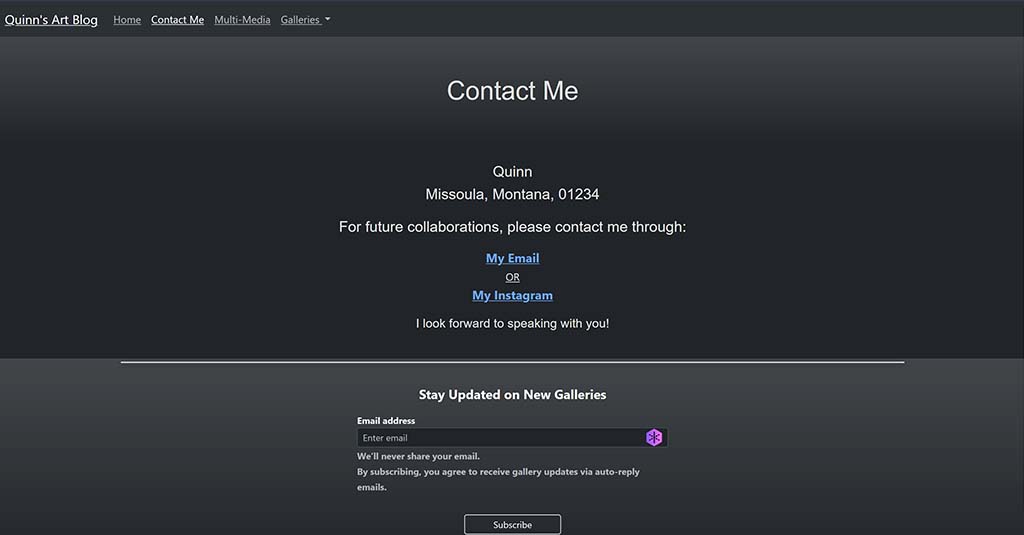 Quinn's Art Blog Home Contact Me Multi-Media Galleries
Contact Me
Quinn
Missoula, Montana, 01234
For future collaborations, please contact me through:
My Email
OR
My Instagram
I look forward to speaking with you!
Stay Updated on New Galleries
Email address
Enter email
We'll never share your email.
By subscribing, you agree to receive gallery updates via auto-reply
emails.
Subscribe